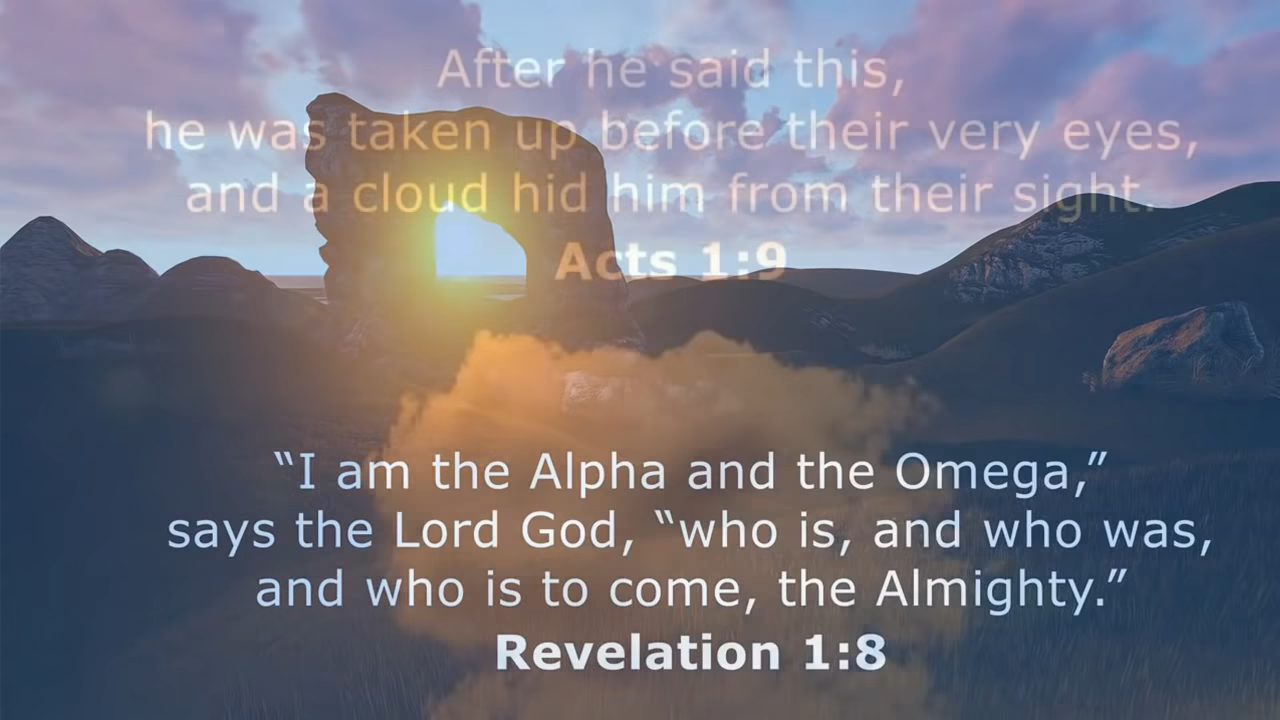 After he said this,
he was taken up before their very eyes,
and a cloud hid him from their sight.
Acts 1:9
“I am the Alpha and the Omega,”
says the Lord God, “who is, and who was,
and who is to come, the Almighty.”
Revelation 1:8